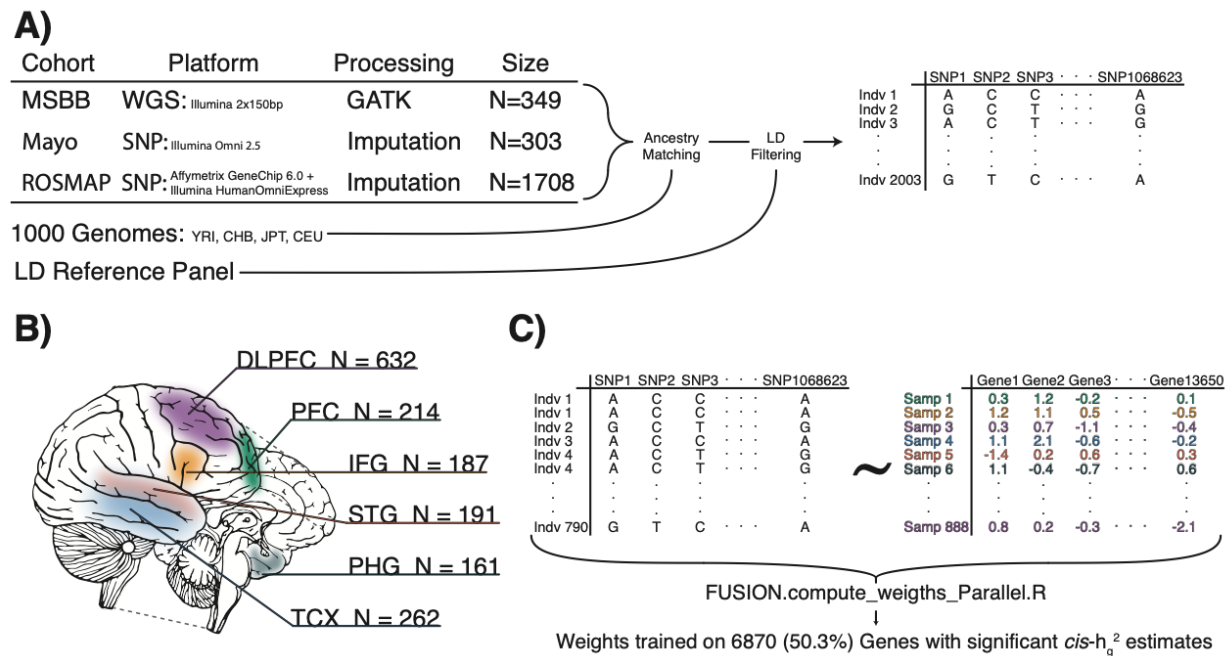 A)
Cohort Platform Processing Size
MSBB WGS: Illumina 2x150bp GATK N=349
Mayo SNP: Illumina Omni 2.5 Imputation N=303
ROSMAP SNP: Affymetrix GeneChip 6.0 + Illumina HumanOmniExpress Imputation N=1708
1000 Genomes: YRI, CHB, JPT, CEU
LD Reference Panel
Ancestry
Matching
LD
Filtering
SNP1 SNP2 SNP3 · · · SNP1068623
Indv 1 A C C · · · A
Indv 2 G C T · · · G
Indv 3 A C T · · · G
· · · · ·
· · · · ·
· · · · ·
Indv 2003 G T C · · · A
B)
DLPFC N = 632
PFC N = 214
IFG N = 187
STG N = 191
PHG N = 161
TCX N = 262
C)
SNP1 SNP2 SNP3 · · · SNP1068623
Indv 1 A C C · · · A
Indv 1 A C C · · · A
Indv 2 G C T · · · G
Indv 3 A C C · · · A
Indv 4 A C T · · · G
Indv 4 A C T · · · G
· · · · ·
· · · · ·
· · · · ·
Indv 790 G T C · · · A
~
Gene1 Gene2 Gene3 · · · Gene13650
Samp 1 0.3 1.2 -0.2 · · · 0.1
Samp 2 1.2 1.1 0.5 · · · -0.5
Samp 3 0.3 0.7 -1.1 · · · -0.4
Samp 4 1.1 2.1 -0.6 · · · -0.2
Samp 5 -1.4 0.2 0.6 · · · 0.3
Samp 6 1.1 -0.4 -0.7 · · · 0.6
· · · · ·
· · · · ·
· · · · ·
Samp 888 0.8 0.2 -0.3 · · · -2.1
FUSION.compute_weigths_Parallel.R
Weights trained on 6870 (50.3%) Genes with significant cis-hg² estimates